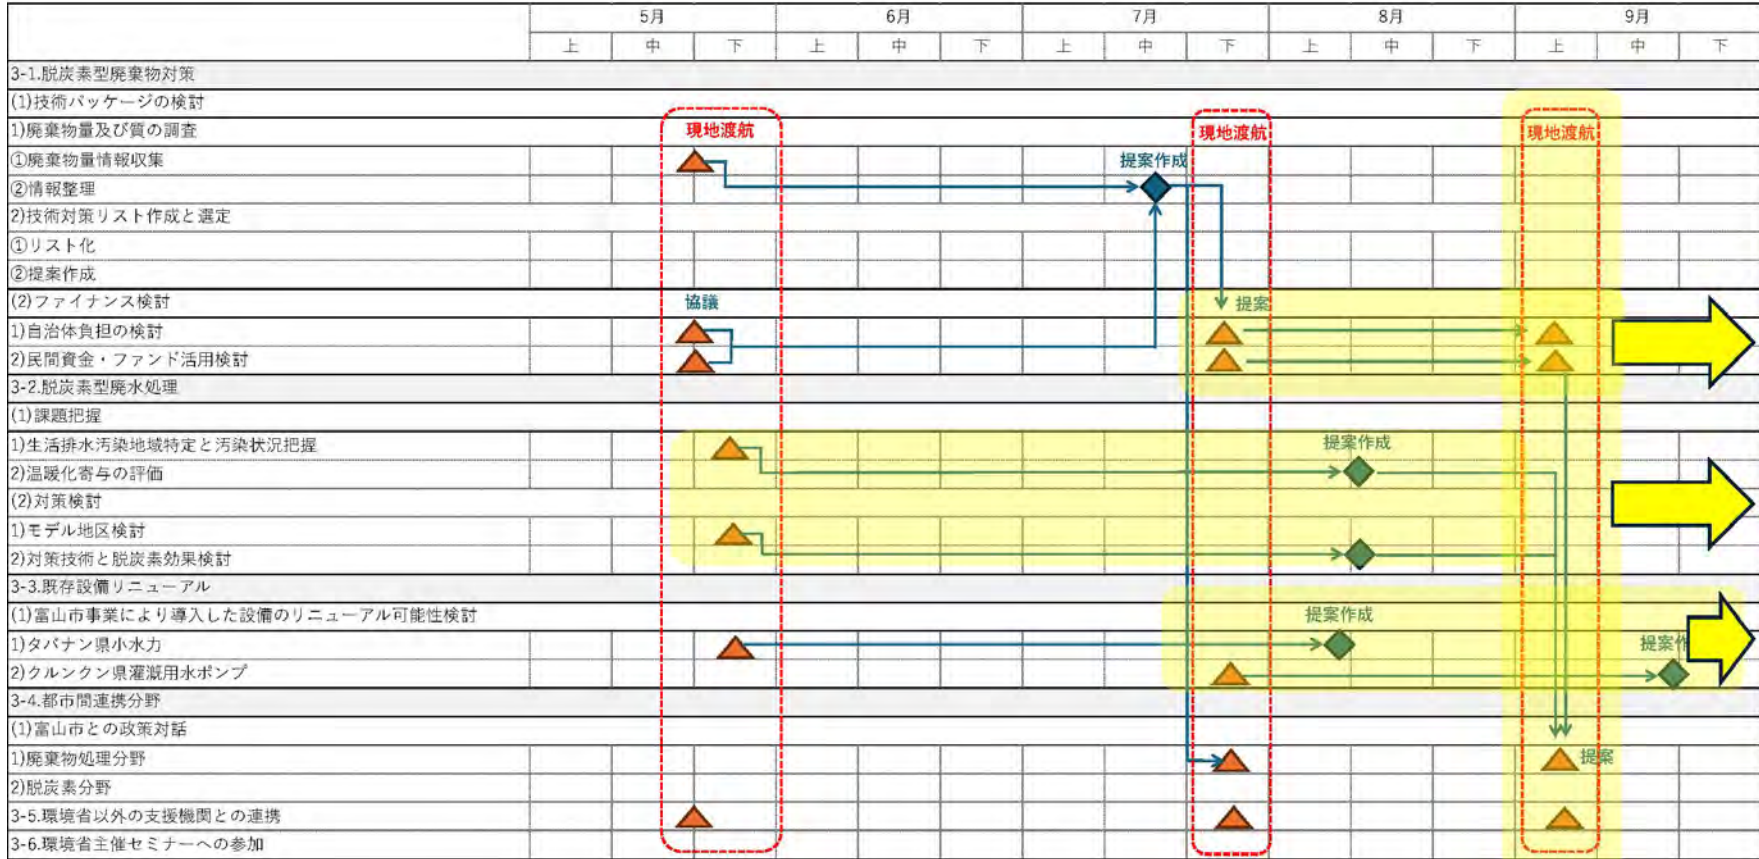 5月 6月 7月 8月 9月
上 中 下 上 中 下 上 中 下 上 中 下 上 中 下
3-1.脱炭素型廃棄物対策
(1)技術パッケージの検討
1)廃棄物量及び質の調査 現地渡航 現地渡航 現地渡航
①廃棄物量情報収集 提案作成
②情報整理
2)技術対策リスト作成と選定
①リスト化
②提案作成
(2)ファイナンス検討 協議 提案
1)自治体負担の検討
2)民間資金・ファンド活用検討
3-2.脱炭素型廃水処理
(1)課題把握
1)生活排水汚染地域特定と汚染状況把握 提案作成
2)温暖化寄与の評価
(2)対策検討
1)モデル地区検討
2)対策技術と脱炭素効果検討
3-3.既存設備リニューアル
(1)富山市事業により導入した設備のリニューアル可能性検討 提案作成
1)タバナン県小水力 提案作
2)クルンクン県灌漑用水ポンプ
3-4.都市間連携分野
(1)富山市との政策対話
1)廃棄物処理分野 提案
2)脱炭素分野
3-5.環境省以外の支援機関との連携
3-6.環境省主催セミナーへの参加